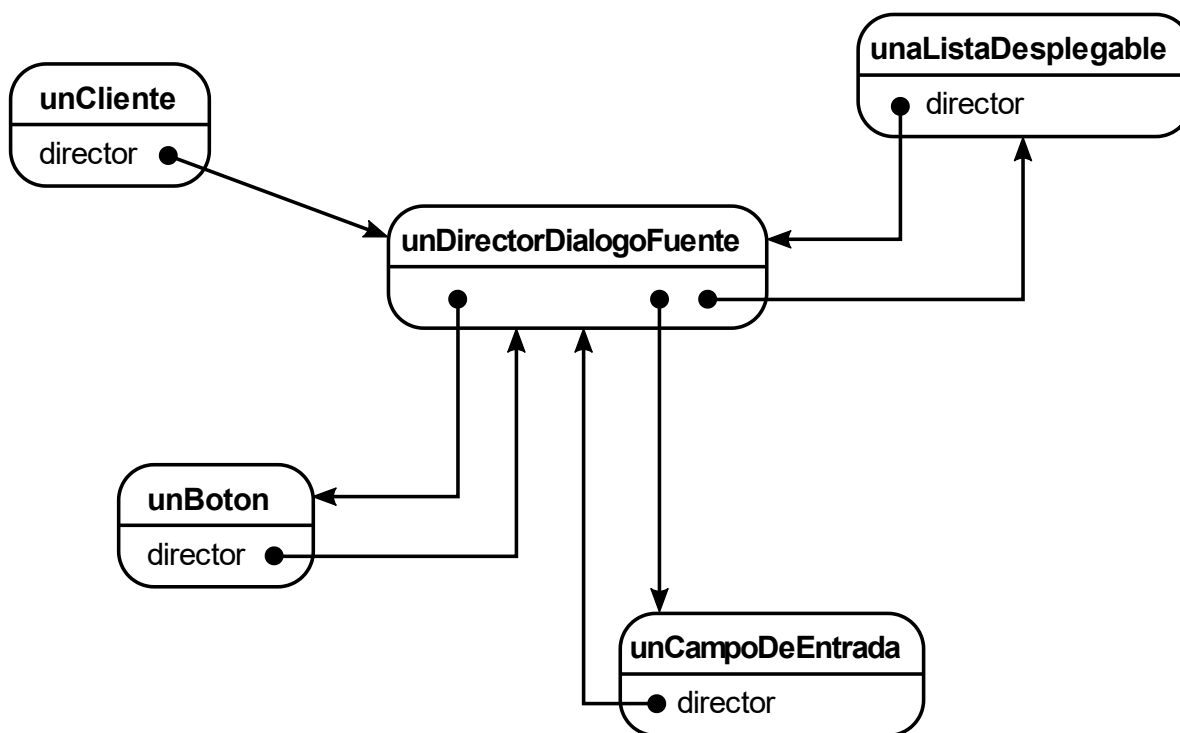 unaListaDesplegable
director
unCliente
director
unDirectorDialogoFuente
unBoton
director
unCampoDeEntrada
director